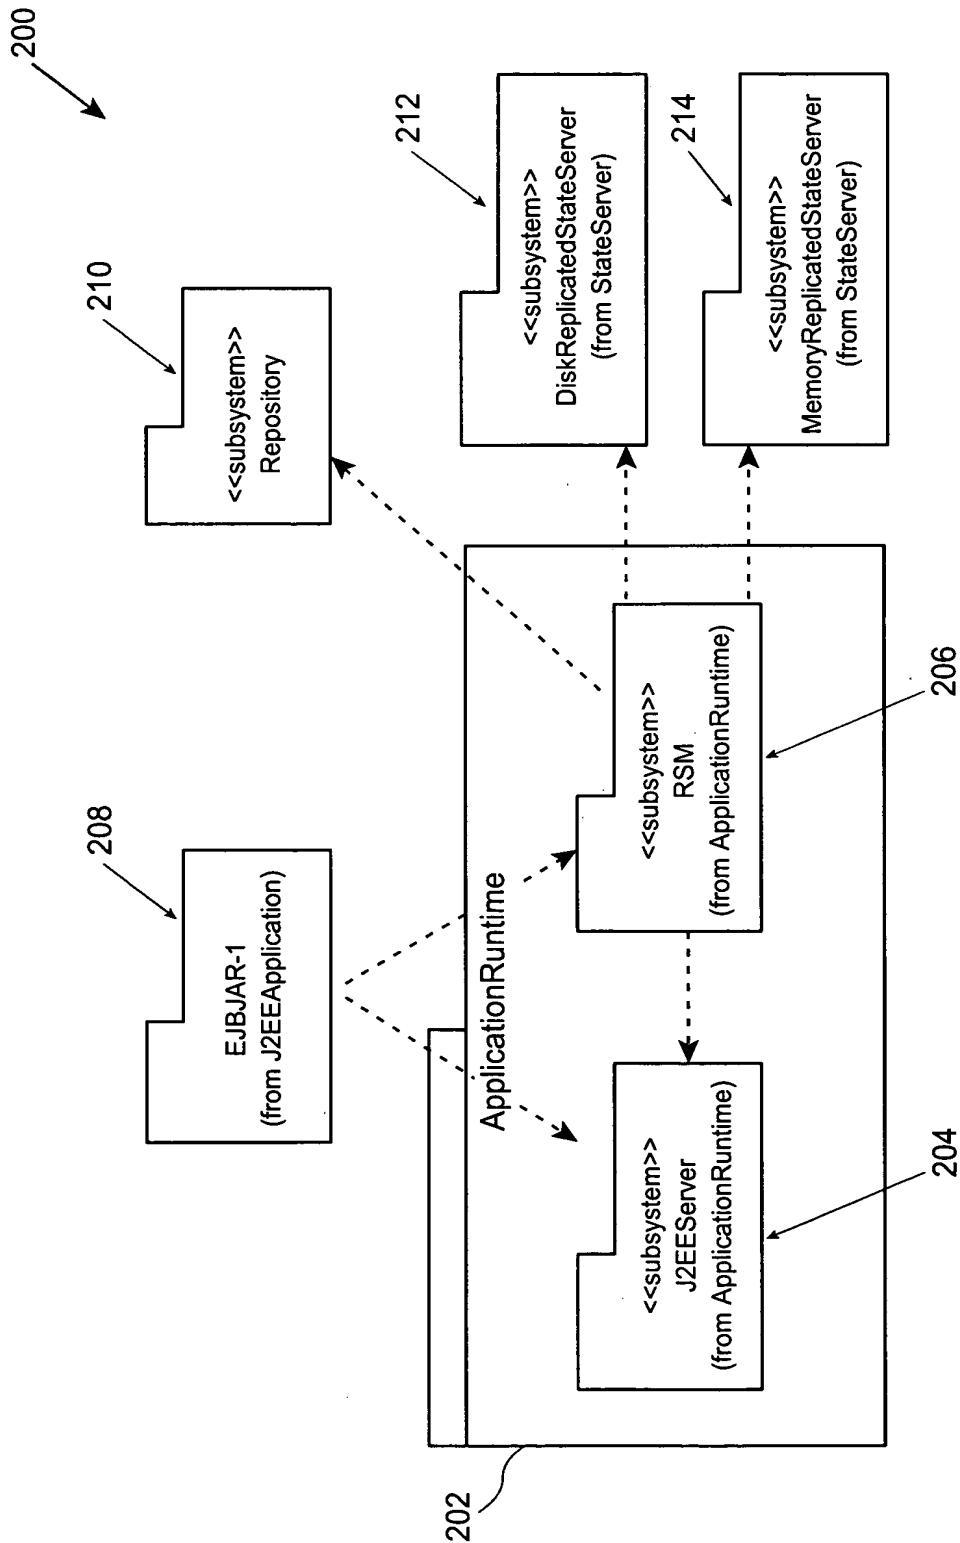 200
208
EJBJAR-1
(from J2EEApplication)
210
<<subsystem>>
Repository
212
<<subsystem>>
DiskReplicatedStateServer
(from StateServer)
214
<<subsystem>>
MemoryReplicatedStateServer
(from StateServer)
202
ApplicationRuntime
<<subsystem>>
J2EEServer
(from ApplicationRuntime)
204
<<subsystem>>
RSM
(from ApplicationRuntime)
206